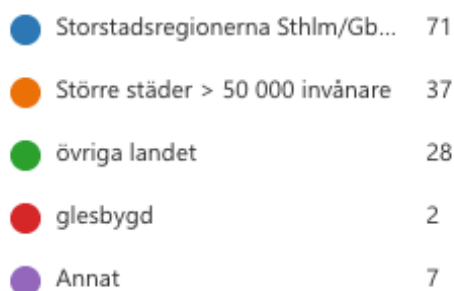 Storstadsregionerna Sthlm/Gb... 71
Större städer > 50 000 invånare 37
övriga landet 28
glesbygd 2
Annat 7